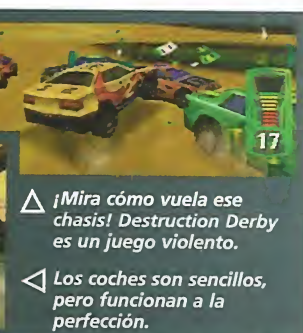 17
¡Mira cómo vuela ese
chasis! Destruction Derby
es un juego violento.
Los coches son sencillos,
pero funcionan a la
perfección.